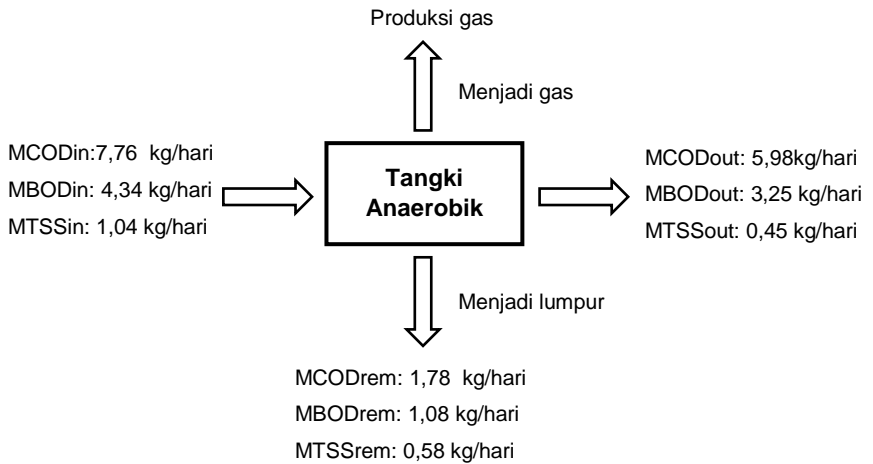 Produksi gas
Menjadi gas
MCODin:7,76 kg/hari
MBODin: 4,34 kg/hari
MTSSin: 1,04 kg/hari
Tangki
Anaerobik
MCODout: 5,98kg/hari
MBODout: 3,25 kg/hari
MTSSout: 0,45 kg/hari
Menjadi lumpur
MCODrem: 1,78 kg/hari
MBODrem: 1,08 kg/hari
MTSSrem: 0,58 kg/hari